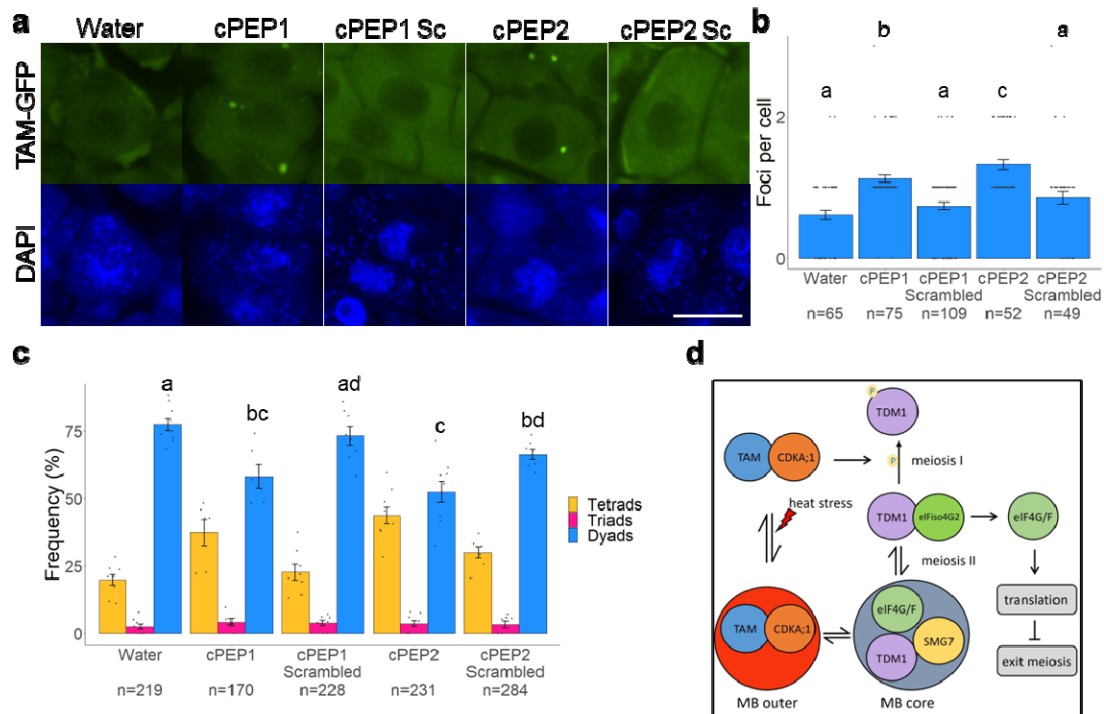 a
Water
cPEP1
cPEP1 Sc
cPEP2
cPEP2 Sc
TAM-GFP
DAPI
b
b
a
a
a
c
2
0
Foci per cell
Water
cPEP1
cPEP1
Scrambled
cPEP2
cPEP2
Scrambled
n=65
n=75
n=109
n=52
n=49
c
a
bc
ad
c
bd
75
50
25
0
Frequency (%)
Tetrads
Triads
Dyads
Water
cPEP1
cPEP1
Scrambled
cPEP2
cPEP2
Scrambled
n=219
n=170
n=228
n=231
n=284
d
P
TDM1
TAM
CDKA;1
P
meiosis I
heat stress
TDM1
eIFiso4G2
eIF4G/F
meiosis II
TAM
CDKA;1
eIF4G/F
SMG7
TDM1
translation
exit meiosis
MB outer
MB core